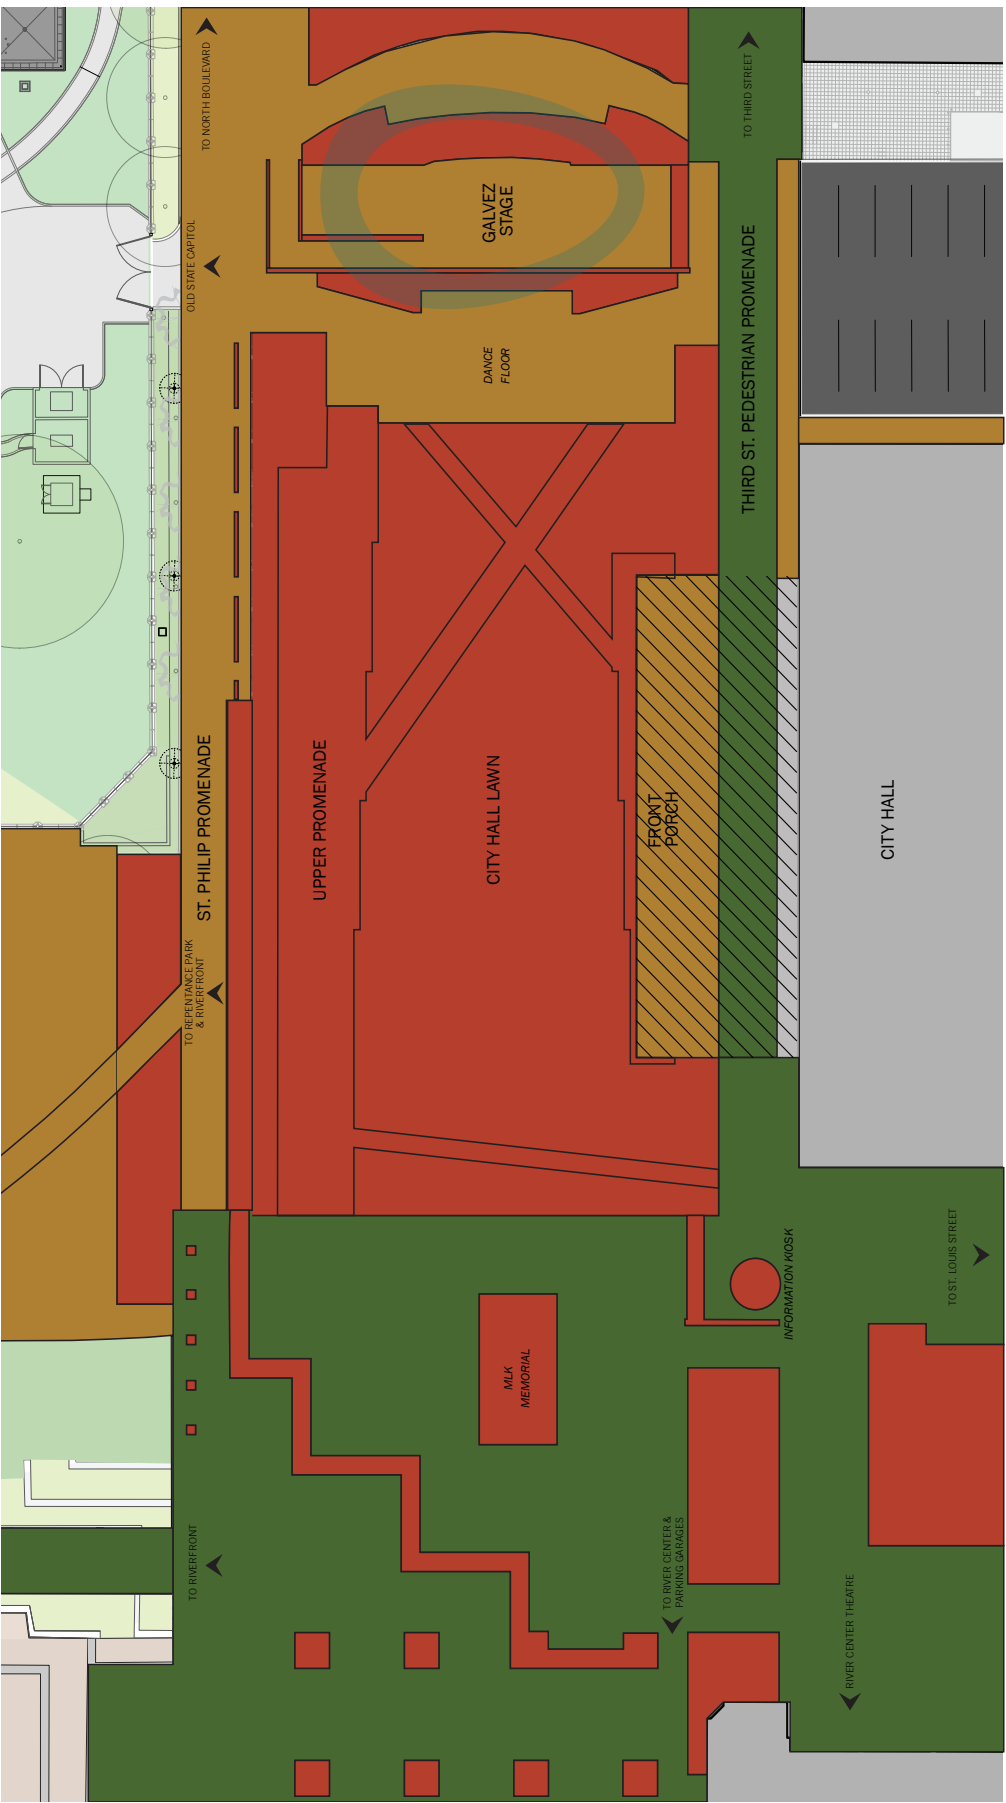 TO NORTH BOULEVARD
TO THIRD STREET
OLD STATE CAPITOL
GALVEZ
STAGE
DANCE
FLOOR
THIRD ST. PEDESTRIAN PROMENADE
ST. PHILIP PROMENADE
UPPER PROMENADE
CITY HALL LAWN
FRONT
PORCH
CITY HALL
TO REPENTANCE PARK
& RIVERFRONT
INFORMATION KIOSK
TO ST. LOUIS STREET
MLK
MEMORIAL
TO RIVERFRONT
TO RIVER CENTER &
PARKING GARAGES
RIVER CENTER THEATRE